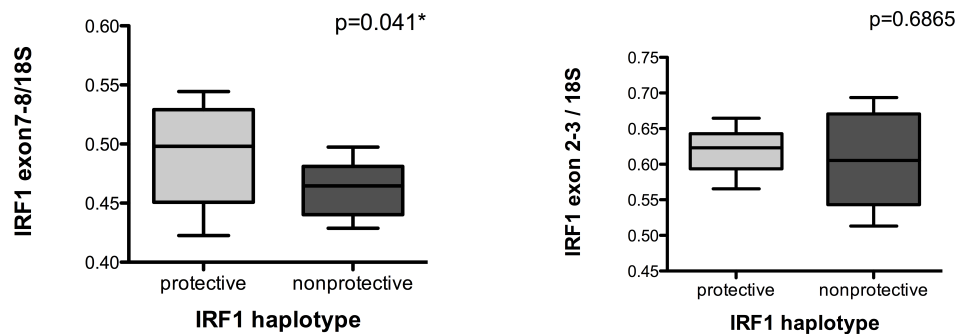 p=0.041*
IRF1 exon7-8/18S
0.60
0.55
0.50
0.45
0.40
protective nonprotective
IRF1 haplotype
p=0.6865
IRF1 exon 2-3 / 18S
0.75
0.70
0.65
0.60
0.55
0.50
0.45
protective nonprotective
IRF1 haplotype